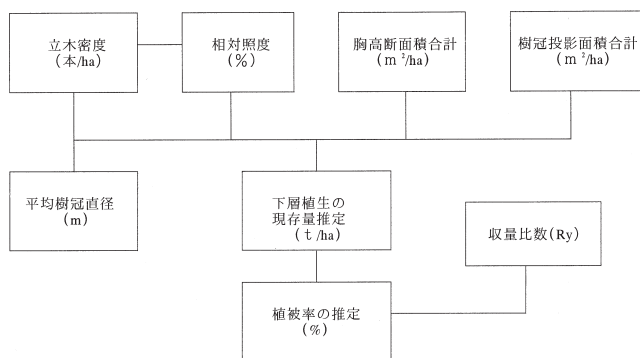 立木密度
(本/ha)
相対照度
(%)
胸高断面積合計
(m²/ha)
樹冠投影面積合計
(m²/ha)
平均樹冠直径
(m)
下層植生の
現存量推定
(t/ha)
収量比数(Ry)
植被率の推定
(%)